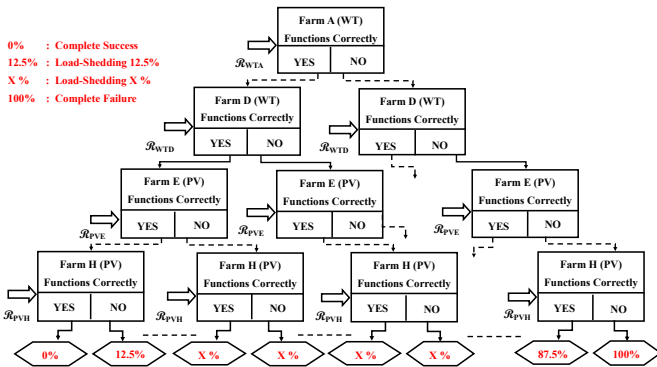 Farm A (WT)
Functions Correctly
YES NO
ℛWTA
0% : Complete Success
12.5% : Load-Shedding 12.5%
X % : Load-Shedding X %
100% : Complete Failure
Farm D (WT) Farm D (WT)
Functions Correctly Functions Correctly
YES NO YES NO
ℛWTD ℛWTD
Farm E (PV) Farm E (PV) Farm E (PV)
Functions Correctly Functions Correctly Functions Correctly
YES NO YES NO YES NO
ℛPVE ℛPVE ℛPVE
Farm H (PV) Farm H (PV) Farm H (PV) Farm H (PV)
Functions Correctly Functions Correctly Functions Correctly Functions Correctly
YES NO YES NO YES NO YES NO
ℛPVH ℛPVH ℛPVH ℛPVH
0% 12.5% X % X % X % X % 87.5% 100%